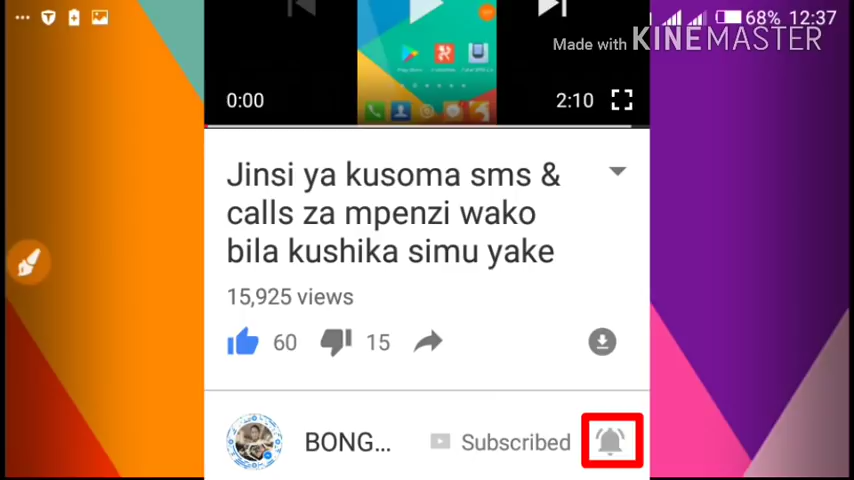 68% 12:37
Made with KINEMASTER
0:00
2:10
Jinsi ya kusoma sms &
calls za mpenzi wako
bila kushika simu yake
15,925 views
60
15
BONG...
Subscribed